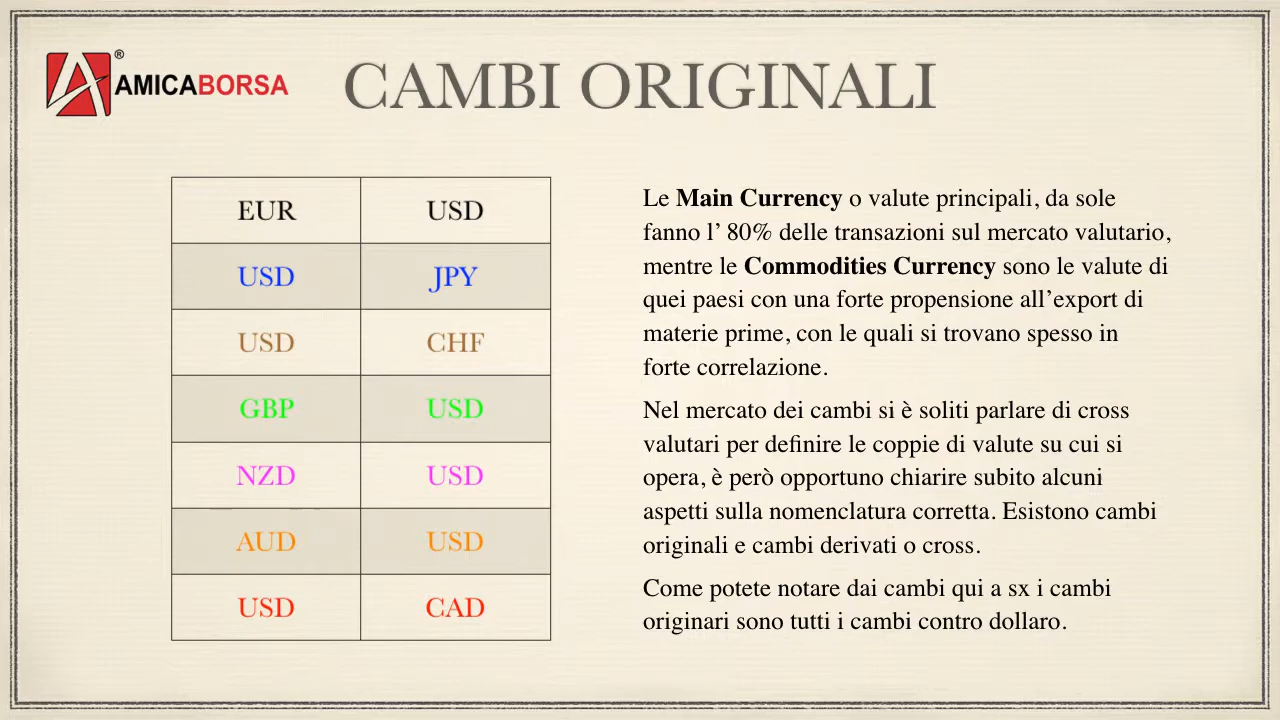 AMICABORSA®
CAMBI ORIGINALI
EUR USD
USD JPY
USD CHF
GBP USD
NZD USD
AUD USD
USD CAD
Le Main Currency o valute principali, da sole
fanno l’ 80% delle transazioni sul mercato valutario,
mentre le Commodities Currency sono le valute di
quei paesi con una forte propensione all’export di
materie prime, con le quali si trovano spesso in
forte correlazione.
Nel mercato dei cambi si è soliti parlare di cross
valutari per definire le coppie di valute su cui si
opera, è però opportuno chiarire subito alcuni
aspetti sulla nomenclatura corretta. Esistono cambi
originali e cambi derivati o cross.
Come potete notare dai cambi qui a sx i cambi
originari sono tutti i cambi contro dollaro.